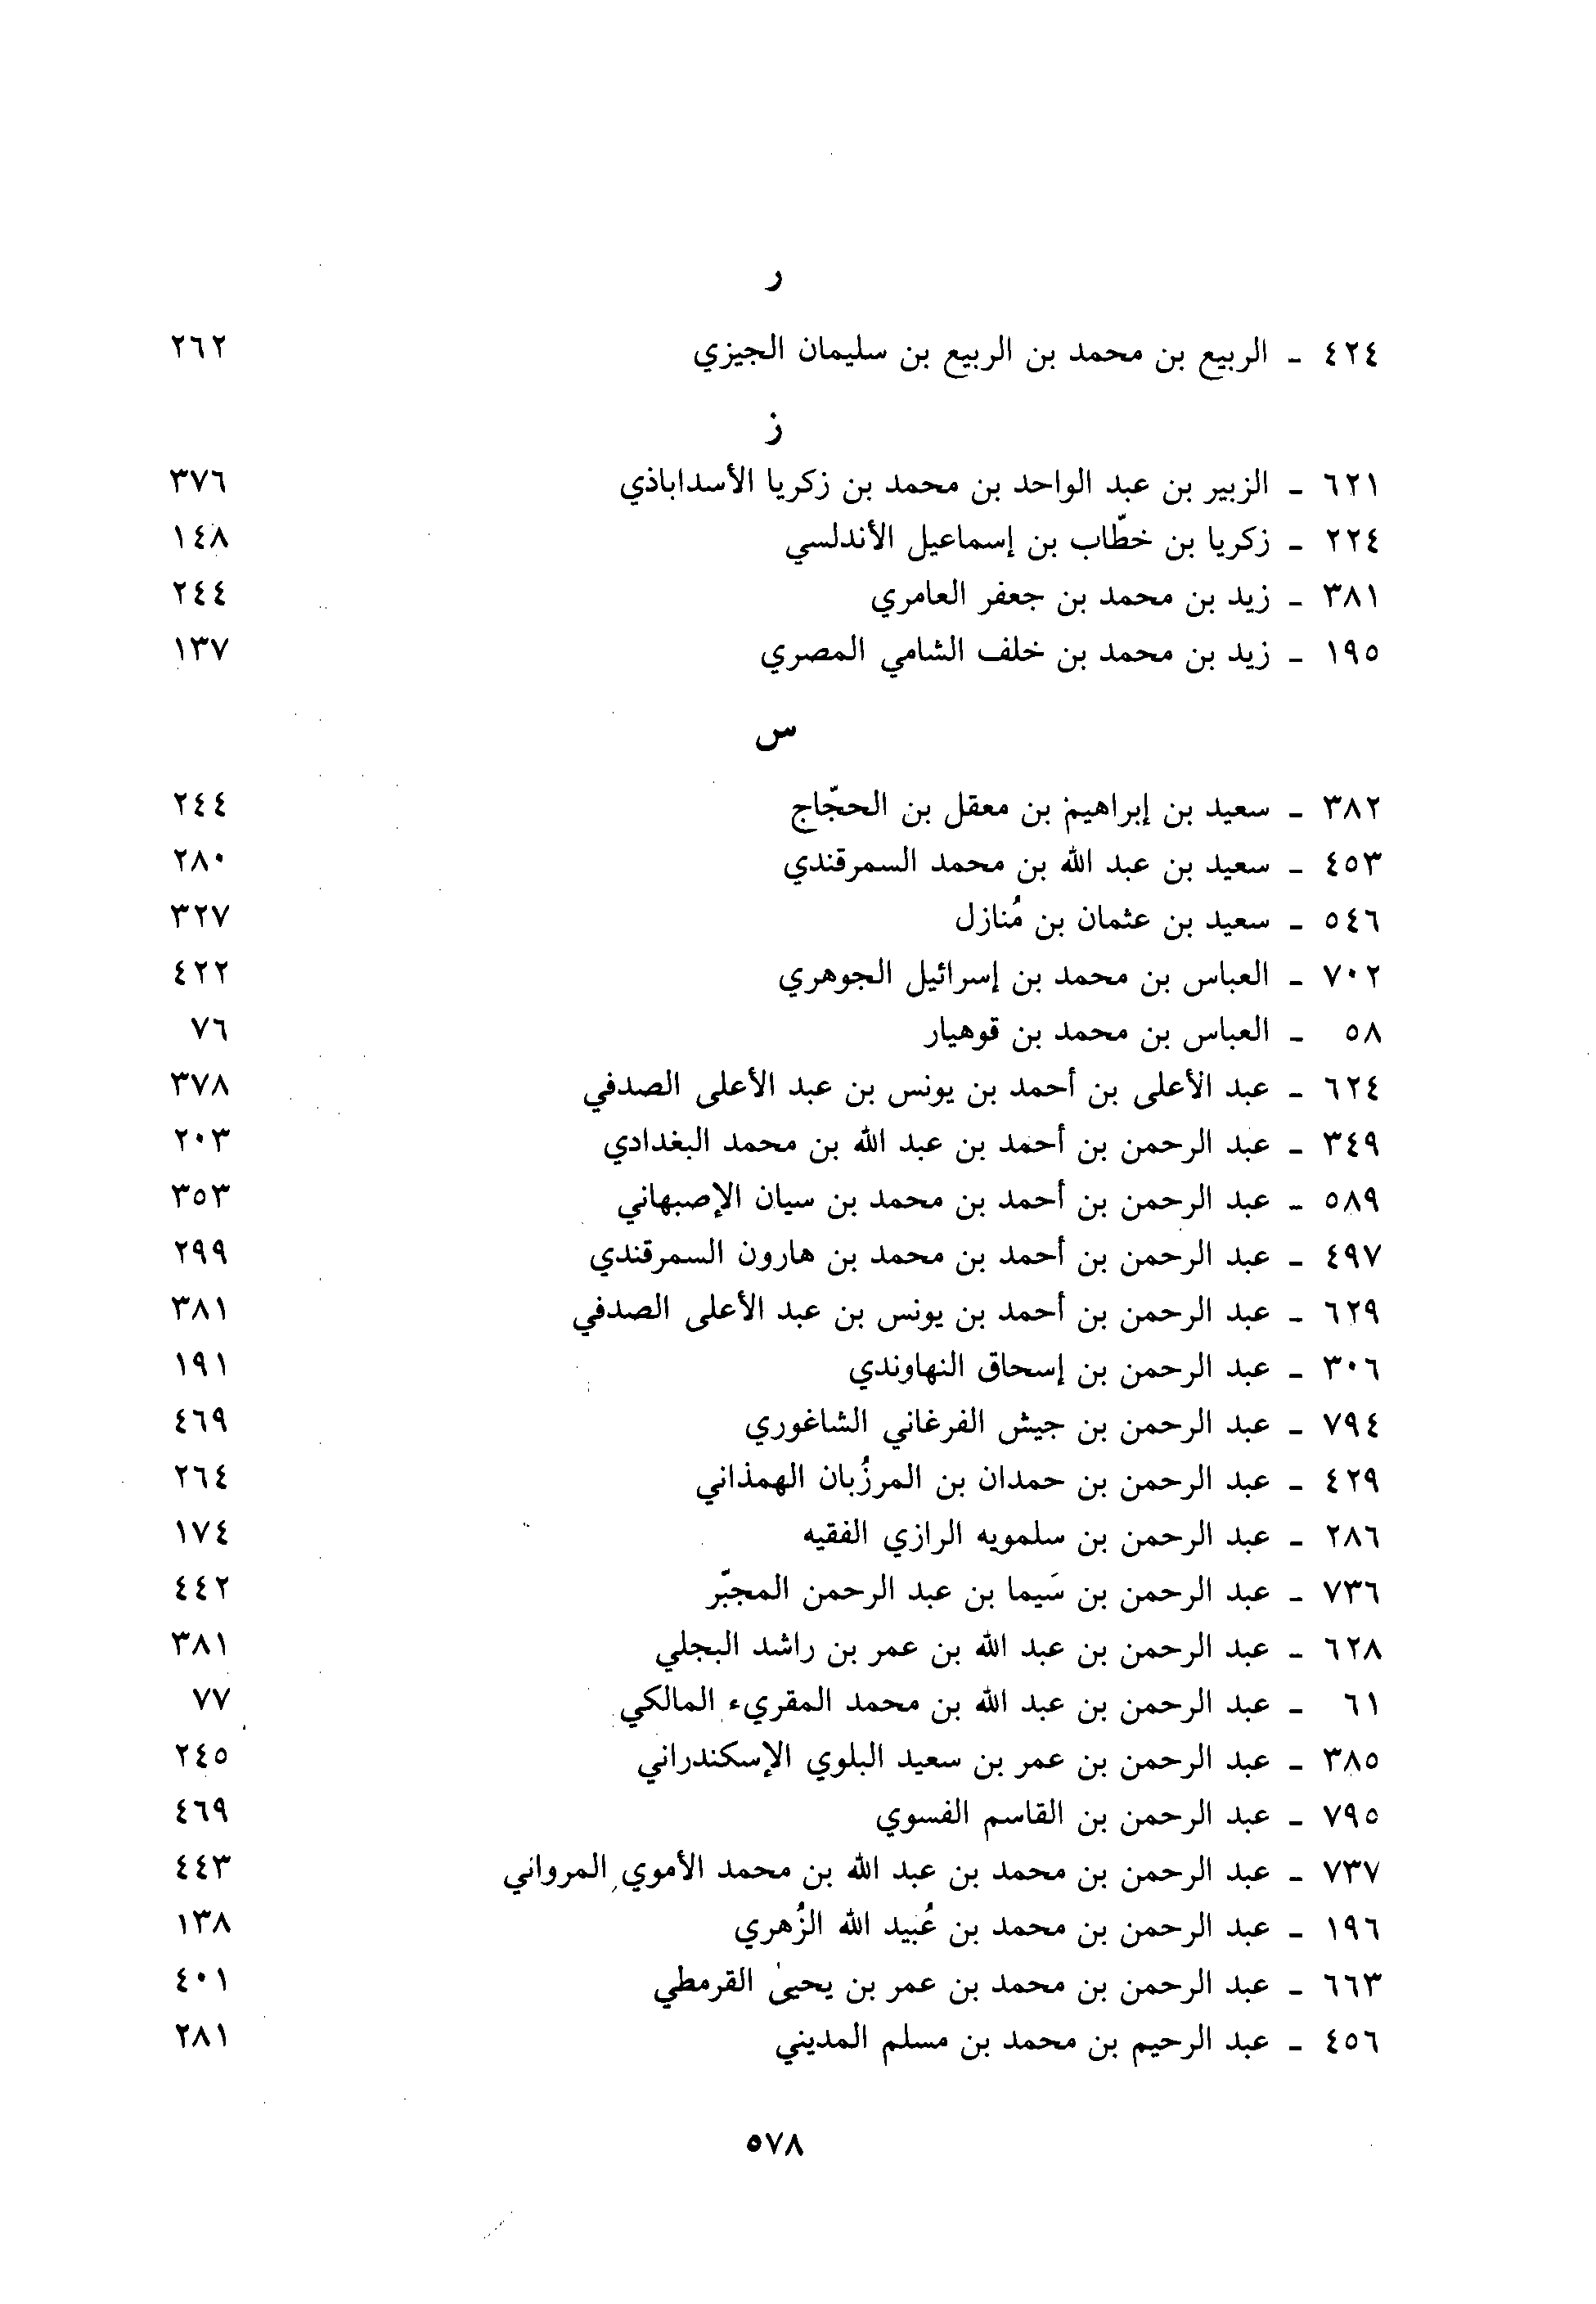 ر
٤٢٤ - الربيع بن محمد بن الربيع بن سليمان الجيزي ٢٦٢
ز
٦٢١ - الزبير بن عبد الواحد بن محمد بن زكريا الأسداباذي ٣٧٦
٢٢٤ - زكريا بن خطّاب بن إسماعيل الأندلسي ١٤٨
٣٨١ - زيد بن محمد بن جعفر العامري ٢٤٤
١٩٥ - زيد بن محمد بن خلف الشامي المصري ١٣٧
س
٣٨٢ - سعيد بن إبراهيم بن معقل بن الحجّاج ٢٤٤
٤٥٣ - سعيد بن عبد الله بن محمد السمرقندي ٢٨٠
٥٤٦ - سعيد بن عثمان بن مُنازل ٣٢٧
٧٠٢ - العباس بن محمد بن إسرائيل الجوهري ٤٢٢
٥٨ - العباس بن محمد بن قوهيار ٧٦
٦٢٤ - عبد الأعلى بن أحمد بن يونس بن عبد الأعلى الصدفي ٣٧٨
٣٤٩ - عبد الرحمن بن أحمد بن عبد الله بن محمد البغدادي ٢٠٣
٥٨٩ - عبد الرحمن بن أحمد بن محمد بن سيان الإصبهاني ٣٥٣
٤٩٧ - عبد الرحمن بن أحمد بن محمد بن هارون السمرقندي ٢٩٩
٦٢٩ - عبد الرحمن بن أحمد بن يونس بن عبد الأعلى الصدفي ٣٨١
٣٠٦ - عبد الرحمن بن إسحاق النهاوندي ١٩١
٧٩٤ - عبد الرحمن بن جيش الفرغاني الشاغوري ٤٦٩
٤٢٩ - عبد الرحمن بن حمدان بن المرزُبان الهمذاني ٢٦٤
٢٨٦ - عبد الرحمن بن سلمويه الرازي الفقيه ١٧٤
٧٣٦ - عبد الرحمن بن سَيما بن عبد الرحمن المجبّر ٤٤٢
٦٢٨ - عبد الرحمن بن عبد الله بن عمر بن راشد البجلي ٣٨١
٦١ - عبد الرحمن بن عبد الله بن محمد المقريء المالكي ٧٧
٣٨٥ - عبد الرحمن بن عمر بن سعيد البلوي الإسكندراني ٢٤٥
٧٩٥ - عبد الرحمن بن القاسم الفسوي ٤٦٩
٧٣٧ - عبد الرحمن بن محمد بن عبد الله بن محمد الأموي المرواني ٤٤٣
١٩٦ - عبد الرحمن بن محمد بن عُبيد الله الزُهري ١٣٨
٦٦٣ - عبد الرحمن بن محمد بن عمر بن يحيىٰ القرمطي ٤٠١
٤٥٦ - عبد الرحيم بن محمد بن مسلم المديني ٢٨١
٥٧٨